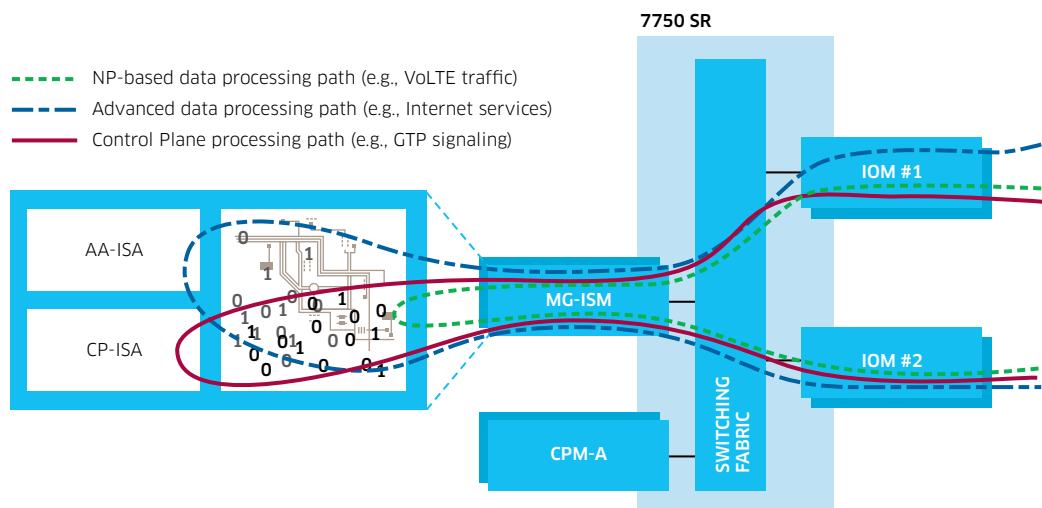 7750 SR
NP-based data processing path (e.g., VoLTE traffic)
Advanced data processing path (e.g., Internet services)
Control Plane processing path (e.g., GTP signaling)
IOM #1
AA-ISA
MG-ISM
CP-ISA
IOM #2
SWITCHING
FABRIC
CPM-A